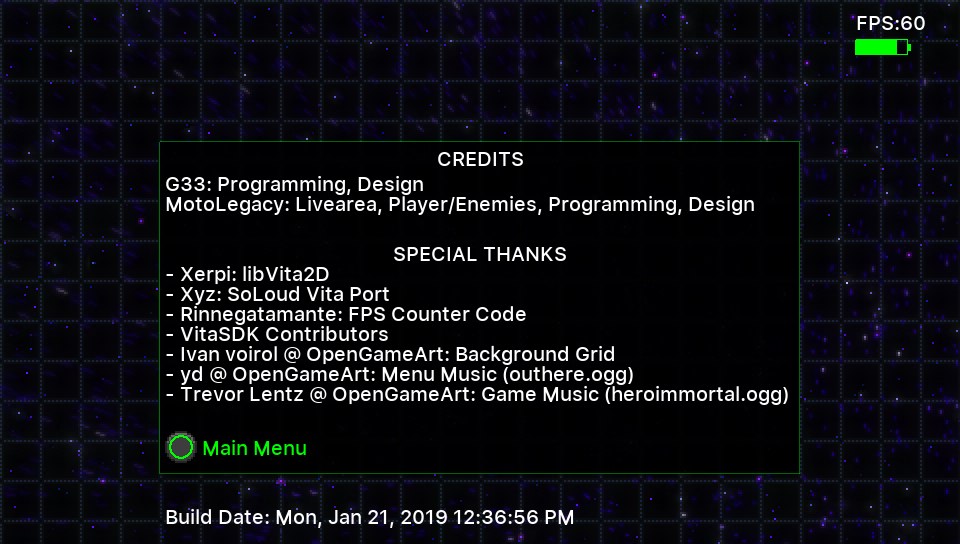 FPS:60
CREDITS
G33: Programming, Design
MotoLegacy: Livearea, Player/Enemies, Programming, Design
SPECIAL THANKS
- Xerpi: libVita2D
- Xyz: SoLoud Vita Port
- Rinnegatamante: FPS Counter Code
- VitaSDK Contributors
- Ivan voirol @ OpenGameArt: Background Grid
- yd @ OpenGameArt: Menu Music (outhere.ogg)
- Trevor Lentz @ OpenGameArt: Game Music (heroimmortal.ogg)
Main Menu
Build Date: Mon, Jan 21, 2019 12:36:56 PM